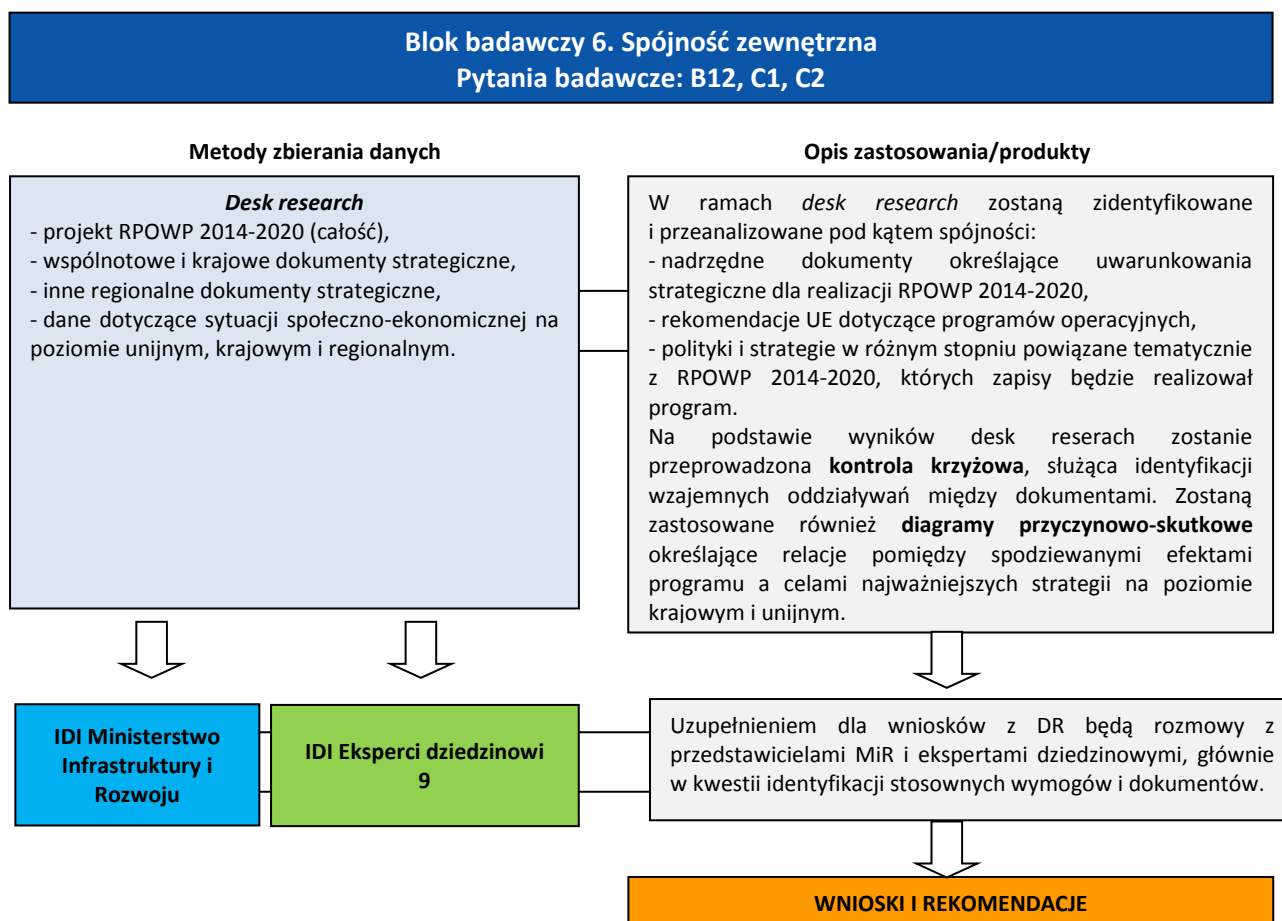 Blok badawczy 6. Spójność zewnętrzna
Pytania badawcze: B12, C1, C2
Metody zbierania danych
Desk research
- projekt RPOWP 2014-2020 (całość),
- wspólnotowe i krajowe dokumenty strategiczne,
- inne regionalne dokumenty strategiczne,
- dane dotyczące sytuacji społeczno-ekonomicznej na
poziomie unijnym, krajowym i regionalnym.
Opis zastosowania/produkty
W ramach desk research zostaną zidentyfikowane
i przeanalizowane pod kątem spójności:
- nadrzędne dokumenty określające uwarunkowania
strategiczne dla realizacji RPOWP 2014-2020,
- rekomendacje UE dotyczące programów operacyjnych,
- polityki i strategie w różnym stopniu powiązane tematycznie
z RPOWP 2014-2020, których zapisy będzie realizował
program.
Na podstawie wyników desk reserach zostanie
przeprowadzona kontrola krzyżowa, służąca identyfikacji
wzajemnych oddziaływań między dokumentami. Zostaną
zastosowane również diagramy przyczynowo-skutkowe
określające relacje pomiędzy spodziewanymi efektami
programu a celami najważniejszych strategii na poziomie
krajowym i unijnym.
IDI Ministerstwo
Infrastruktury i
Rozwoju
IDI Eksperci dziedzinowi
9
Uzupełnieniem dla wniosków z DR będą rozmowy z
przedstawicielami MiR i ekspertami dziedzinowymi, głównie
w kwestii identyfikacji stosownych wymogów i dokumentów.
WNIOSKI I REKOMENDACJE